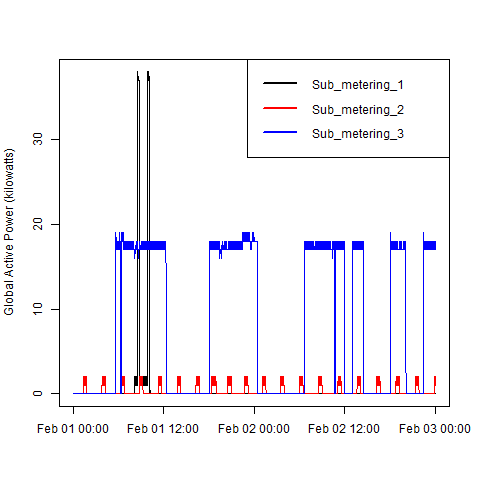 Sub_metering_1
Sub_metering_2
Sub_metering_3
Global Active Power (kilowatts)
30
20
10
0
Feb 01 00:00 Feb 01 12:00 Feb 02 00:00 Feb 02 12:00 Feb 03 00:00